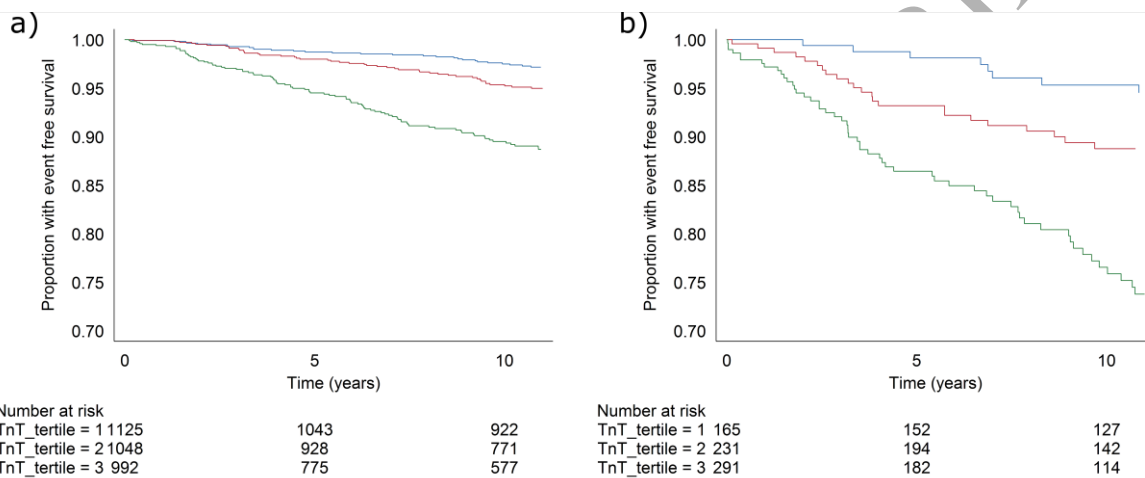 a)
1.00
0.95
0.90
0.85
0.80
0.75
0.70
Proportion with event free survival
0 5 10
Time (years)
Number at risk
TnT_tertile = 1 1125 1043 922
TnT_tertile = 2 1048 928 771
TnT_tertile = 3 992 775 577
b)
1.00
0.95
0.90
0.85
0.80
0.75
0.70
Proportion with event free survival
0 5 10
Time (years)
Number at risk
TnT_tertile = 1 165 152 127
TnT_tertile = 2 231 194 142
TnT_tertile = 3 291 182 114